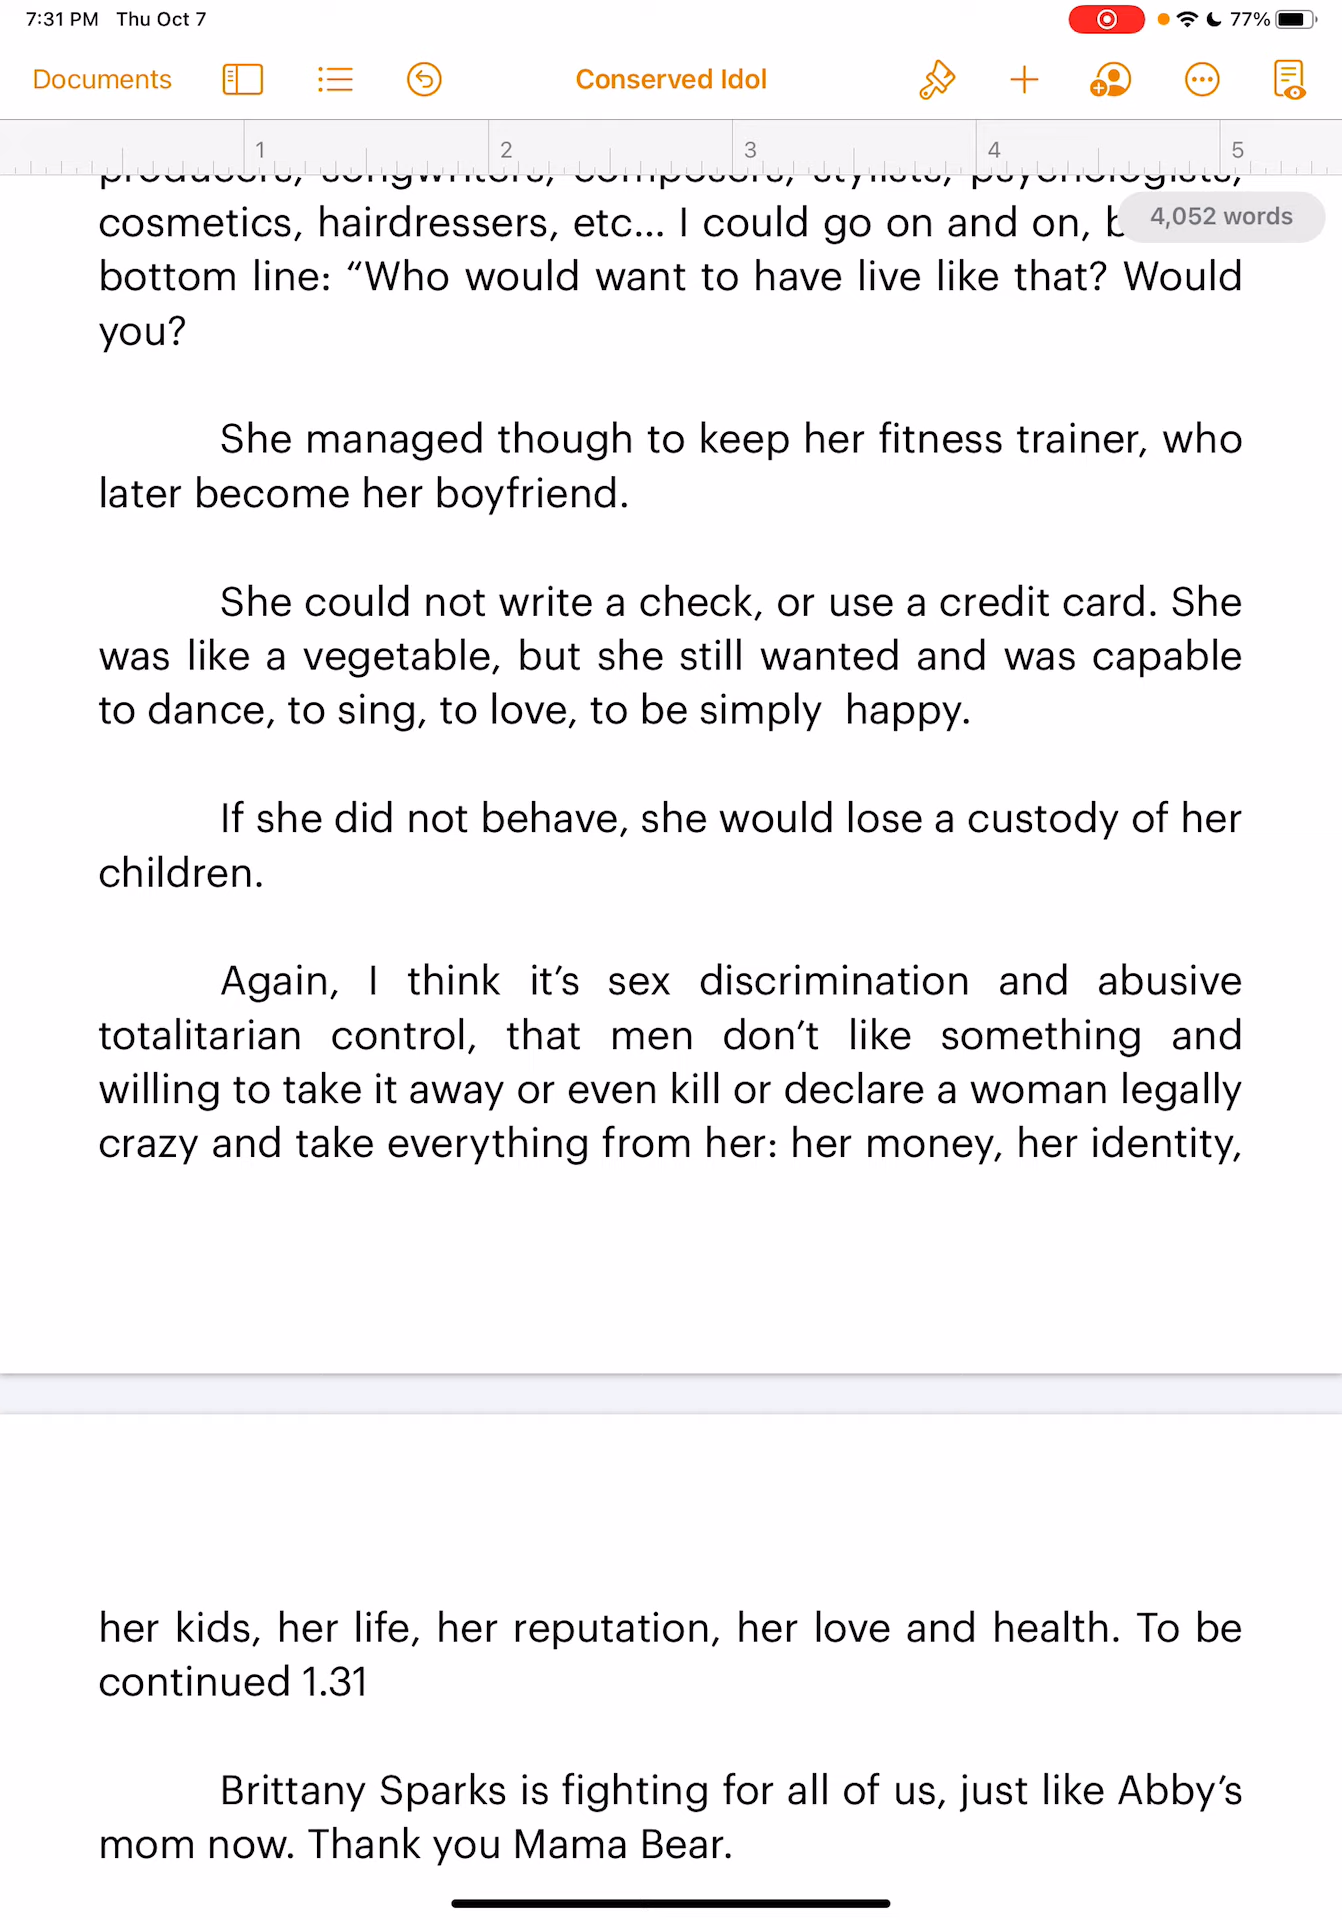 7:31 PM Thu Oct 7 77%
Documents Conserved Idol
1 2 3 4 5
producers, songwriters, composers, stylists, psychologists,
cosmetics, hairdressers, etc... I could go on and on, b
4,052 words
bottom line: “Who would want to have live like that? Would
you?
She managed though to keep her fitness trainer, who
later become her boyfriend.
She could not write a check, or use a credit card. She
was like a vegetable, but she still wanted and was capable
to dance, to sing, to love, to be simply  happy.
If she did not behave, she would lose a custody of her
children.
Again, I think it’s sex discrimination and abusive
totalitarian control, that men don’t like something and
willing to take it away or even kill or declare a woman legally
crazy and take everything from her: her money, her identity,
her kids, her life, her reputation, her love and health. To be
continued 1.31
Brittany Sparks is fighting for all of us, just like Abby’s
mom now. Thank you Mama Bear.